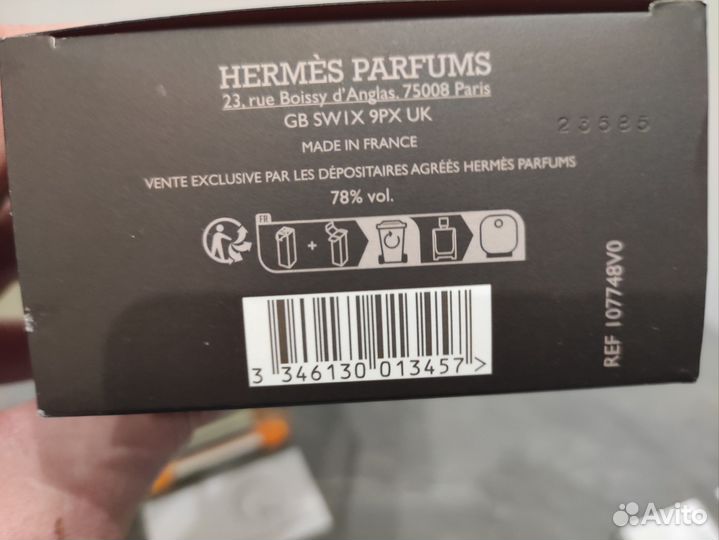 HERMÈS PARFUMS
23, rue Boissy d'Anglas. 75008 Paris
GB SW1X 9PX UK
23585
MADE IN FRANCE
VENTE EXCLUSIVE PAR LES DÉPOSITAIRES AGRÉÉS HERMÈS PARFUMS
78% vol.
FR
+
3 346130 013457 >
REF 107748V0
Avito